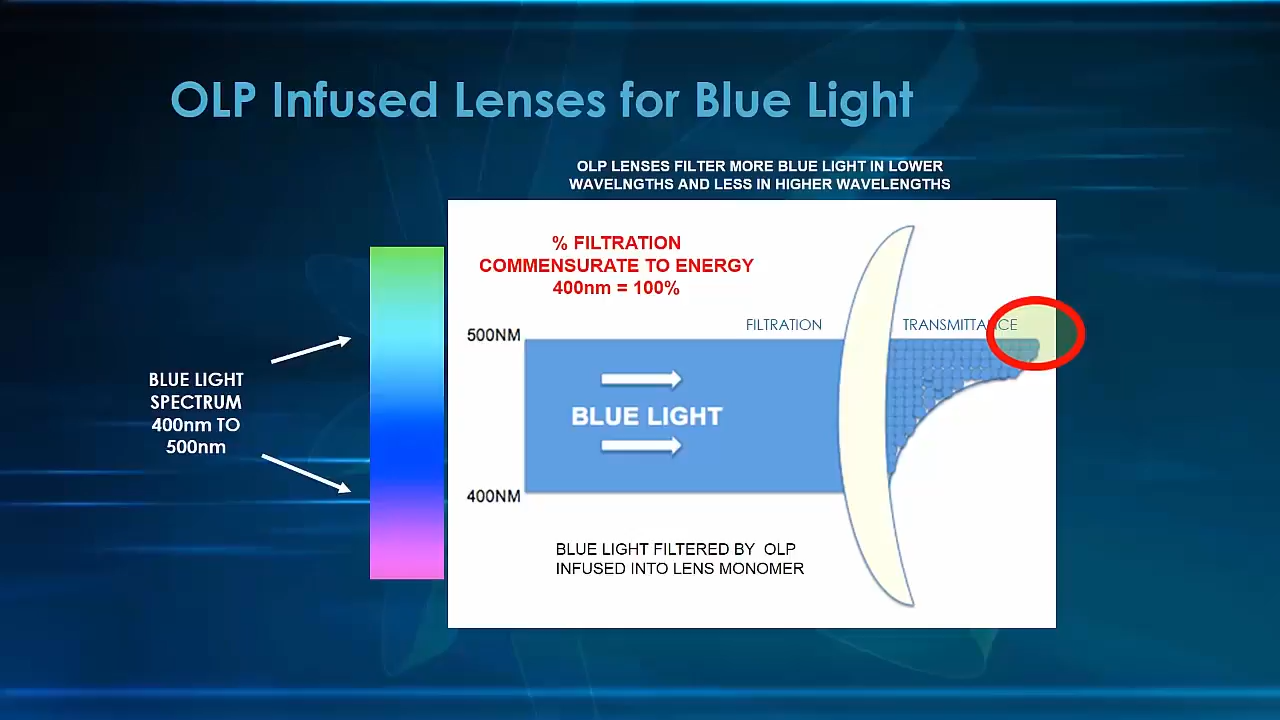 OLP Infused Lenses for Blue Light
OLP LENSES FILTER MORE BLUE LIGHT IN LOWER
WAVELNGTHS AND LESS IN HIGHER WAVELENGTHS
% FILTRATION
COMMENSURATE TO ENERGY
400nm = 100%
FILTRATION
TRANSMITTANCE
500NM
BLUE LIGHT
SPECTRUM
400nm TO
500nm
BLUE LIGHT
400NM
BLUE LIGHT FILTERED BY OLP
INFUSED INTO LENS MONOMER